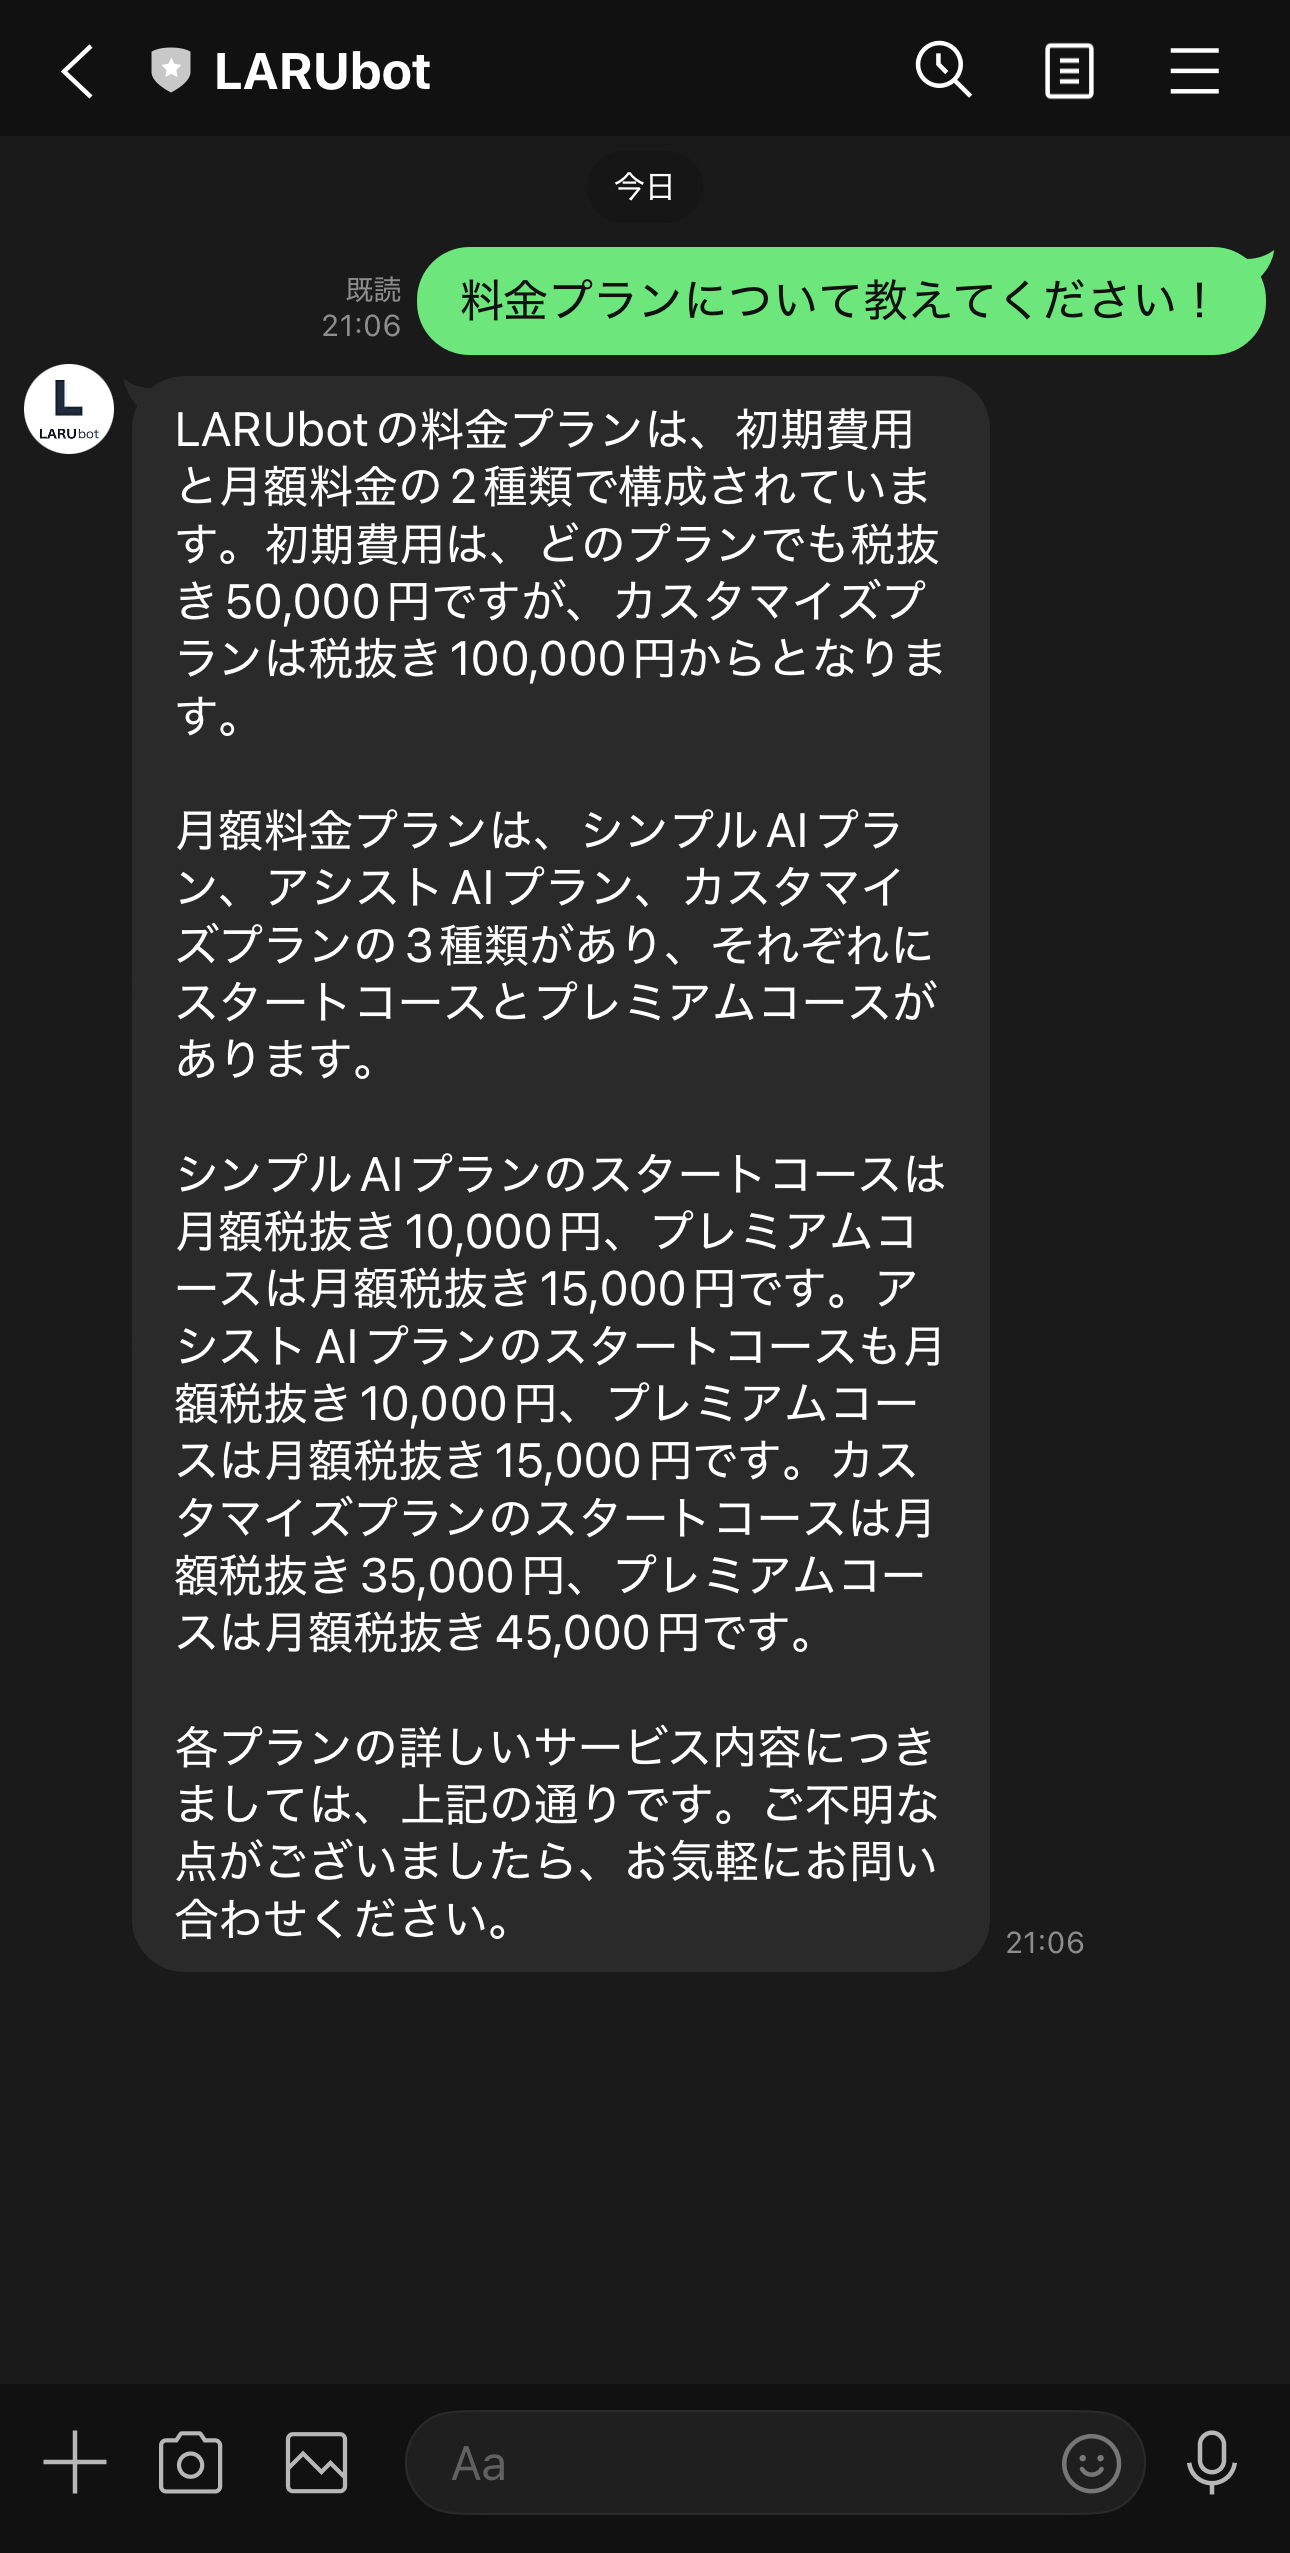 LARUbot
今日
料金プランについて教えてください！
既読
21:06
L
LARUbot
LARUbotの料金プランは、初期費用
と月額料金の2種類で構成されていま
す。初期費用は、どのプランでも税抜
き50,000円ですが、カスタマイズプ
ランは税抜き100,000円からとなりま
す。
月額料金プランは、シンプルAIプラ
ン、アシストAIプラン、カスタマイ
ズプランの3種類があり、それぞれに
スタートコースとプレミアムコースが
あります。
シンプルAIプランのスタートコースは
月額税抜き10,000円、プレミアムコ
ースは月額税抜き15,000円です。ア
シストAIプランのスタートコースも月
額税抜き10,000円、プレミアムコー
スは月額税抜き15,000円です。カス
タマイズプランのスタートコースは月
額税抜き35,000円、プレミアムコー
スは月額税抜き45,000円です。
各プランの詳しいサービス内容につき
ましては、上記の通りです。ご不明な
点がございましたら、お気軽にお問い
合わせください。
21:06
Aa